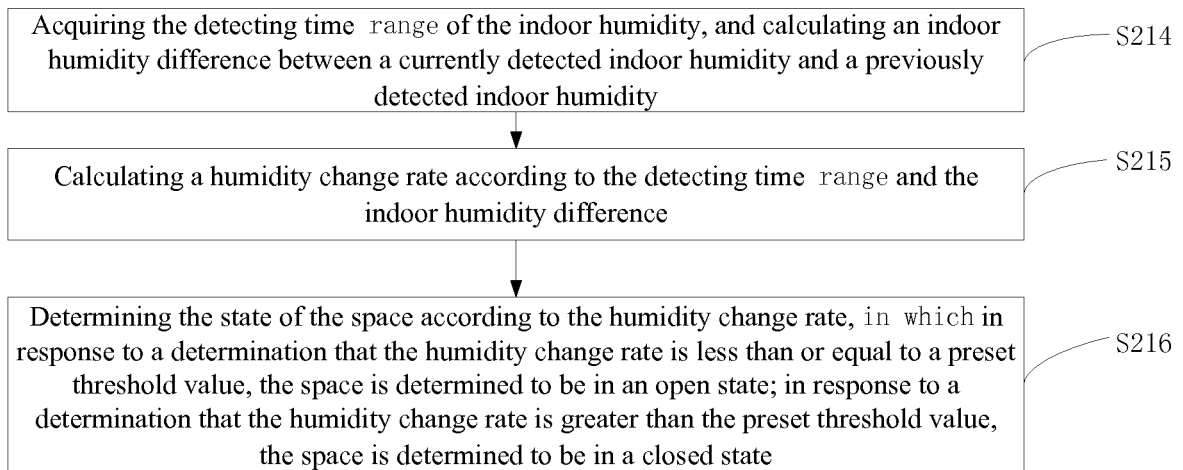 Acquiring the detecting time range of the indoor humidity, and calculating an indoor
humidity difference between a currently detected indoor humidity and a previously
detected indoor humidity
S214
Calculating a humidity change rate according to the detecting time range and the
indoor humidity difference
S215
Determining the state of the space according to the humidity change rate, in which in
response to a determination that the humidity change rate is less than or equal to a preset
threshold value, the space is determined to be in an open state; in response to a
determination that the humidity change rate is greater than the preset threshold value,
the space is determined to be in a closed state
S216